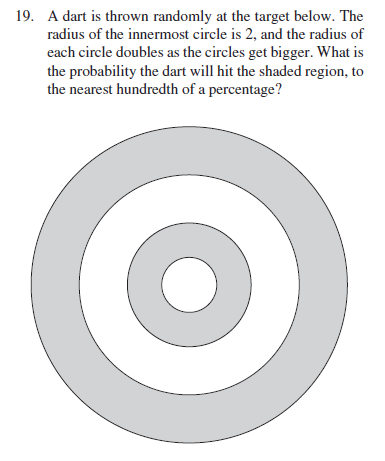 19. A dart is thrown randomly at the target below. The
radius of the innermost circle is 2, and the radius of
each circle doubles as the circles get bigger. What is
the probability the dart will hit the shaded region, to
the nearest hundredth of a percentage?